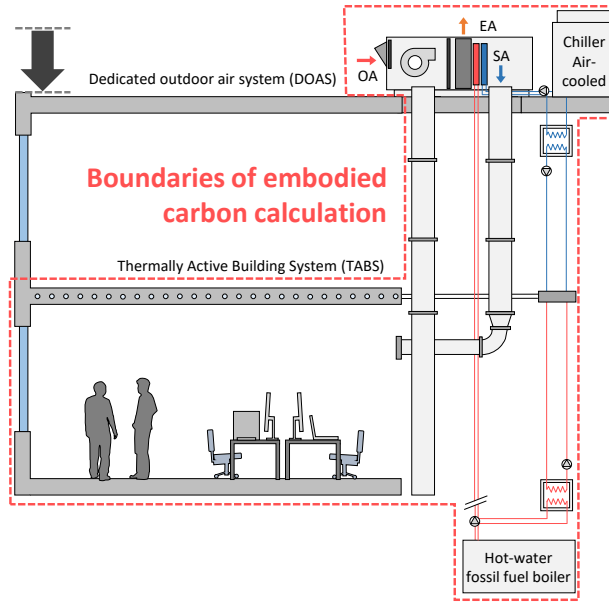 EA
OA
SA
Chiller
Air-
cooled
Dedicated outdoor air system (DOAS)
Boundaries of embodied
carbon calculation
Thermally Active Building System (TABS)
Hot-water
fossil fuel boiler